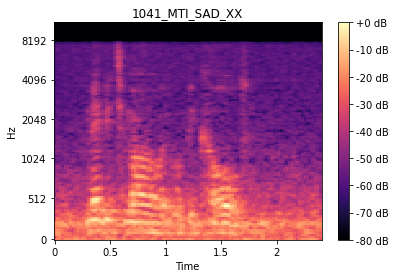 1041_MTI_SAD_XX
+0 dB
8192
-10 dB
4096
-20 dB
-30 dB
2048
Hz
-40 dB
1024
-50 dB
512
-60 dB
-70 dB
0
-80 dB
0 0.5 1 1.5 2
Time